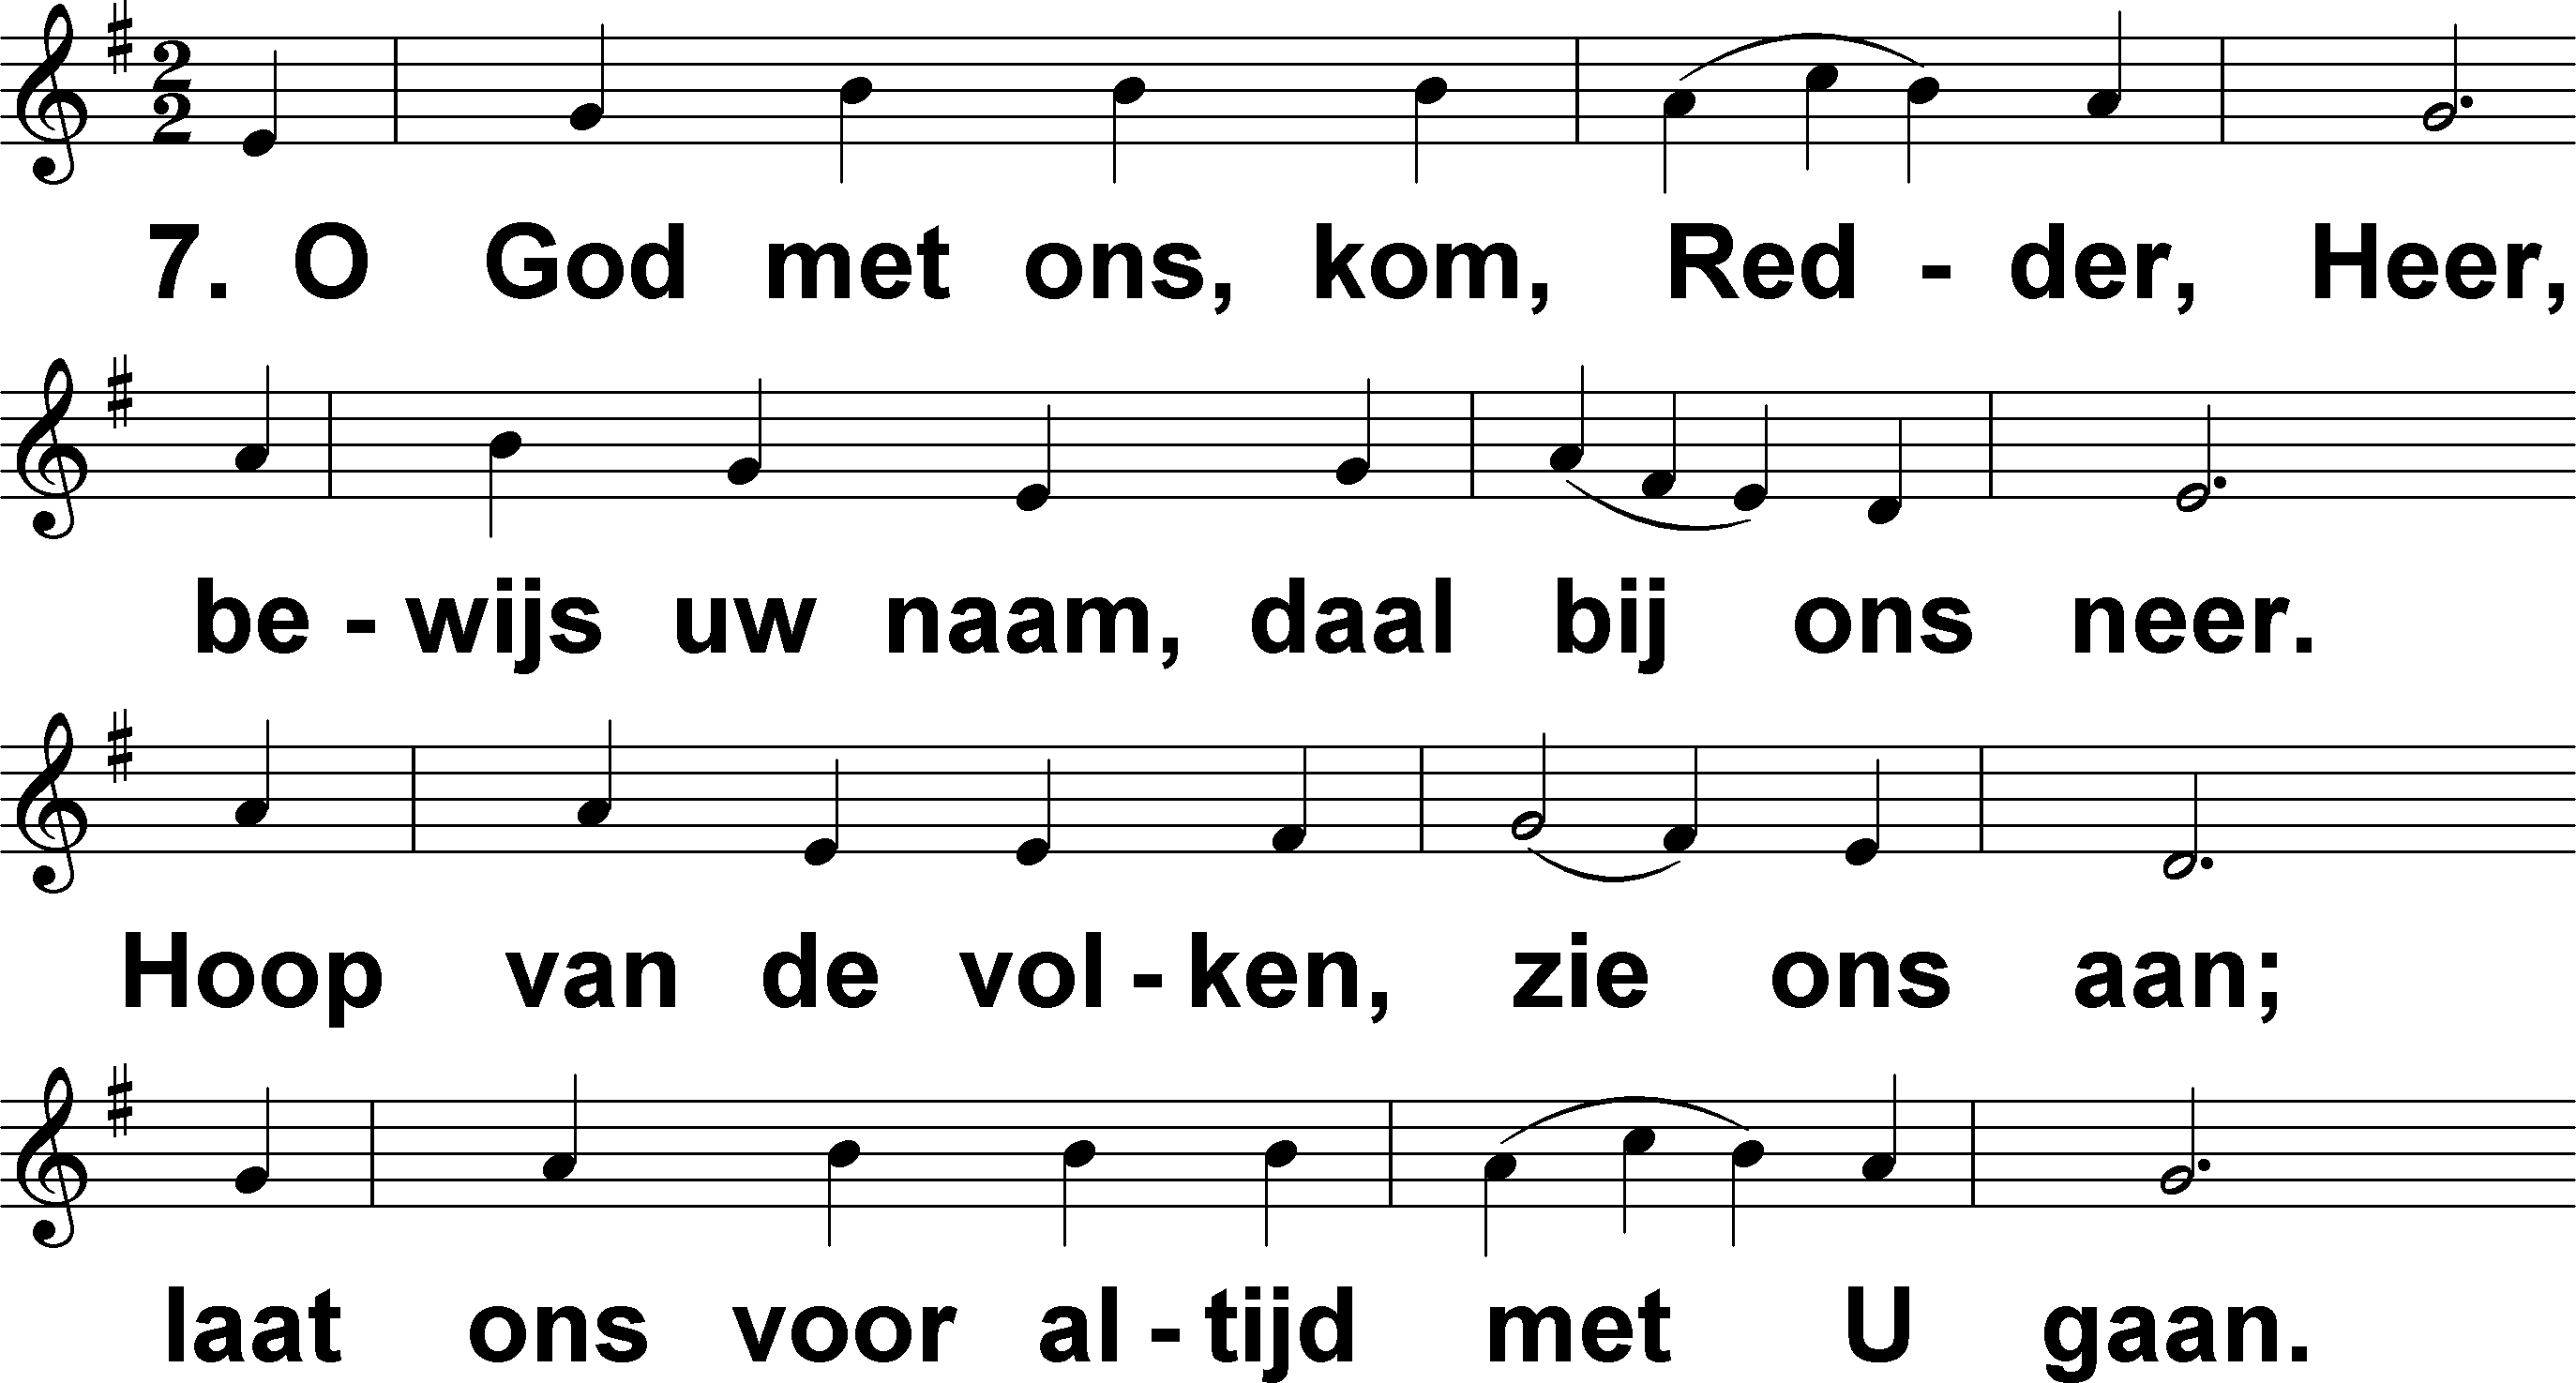 7. O God met ons, kom, Red - der, Heer,
be - wijs uw naam, daal bij ons neer.
Hoop van de vol - ken, zie ons aan;
laat ons voor al - tijd met U gaan.